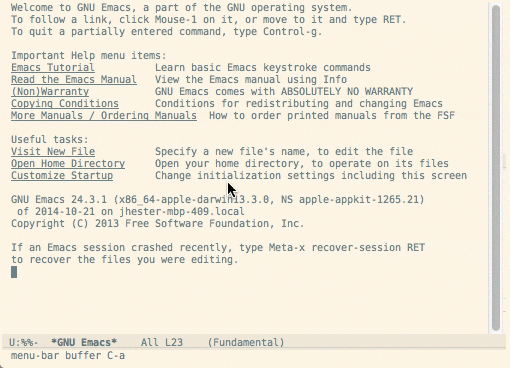 Welcome to GNU Emacs, a part of the GNU operating system.
To follow a link, click Mouse-1 on it, or move to it and type RET.
To quit a partially entered command, type Control-g.
Important Help menu items:
Emacs Tutorial Learn basic Emacs keystroke commands
Read the Emacs Manual View the Emacs manual using Info
(Non)Warranty GNU Emacs comes with ABSOLUTELY NO WARRANTY
Copying Conditions Conditions for redistributing and changing Emacs
More Manuals / Ordering Manuals How to order printed manuals from the FSF
Useful tasks:
Visit New File Specify a new file's name, to edit the file
Open Home Directory Open your home directory, to operate on its files
Customize Startup Change initialization settings including this screen
GNU Emacs 24.3.1 (x86_64-apple-darwin13.3.0, NS apple-appkit-1265.21)
of 2014-10-21 on jhester-mbp-409.local
Copyright (C) 2013 Free Software Foundation, Inc.
If an Emacs session crashed recently, type Meta-x recover-session RET
to recover the files you were editing.
U:%%- *GNU Emacs* All L23 (Fundamental)
menu-bar buffer C-a